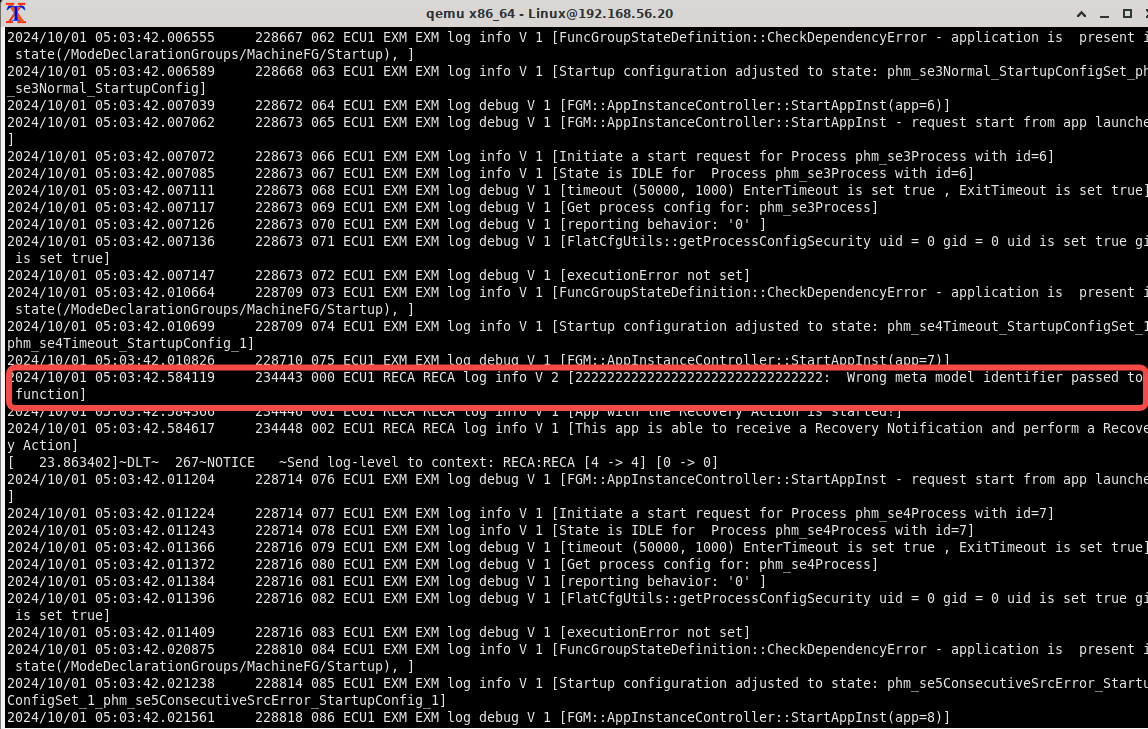 qemu x86_64 - Linux@192.168.56.20
2024/10/01 05:03:42.006555     228667 062 ECU1 EXM EXM log info V 1 [FuncGroupStateDefinition::CheckDependencyError - application is  present i
 state(/ModeDeclarationGroups/MachineFG/Startup), ]
2024/10/01 05:03:42.006589     228668 063 ECU1 EXM EXM log info V 1 [Startup configuration adjusted to state: phm_se3Normal_StartupConfigSet_ph
_se3Normal_StartupConfig]
2024/10/01 05:03:42.007039     228672 064 ECU1 EXM EXM log debug V 1 [FGM::AppInstanceController::StartAppInst(app=6)]
2024/10/01 05:03:42.007062     228673 065 ECU1 EXM EXM log debug V 1 [FGM::AppInstanceController::StartAppInst - request start from app launche
]
2024/10/01 05:03:42.007072     228673 066 ECU1 EXM EXM log info V 1 [Initiate a start request for Process phm_se3Process with id=6]
2024/10/01 05:03:42.007085     228673 067 ECU1 EXM EXM log info V 1 [State is IDLE for  Process phm_se3Process with id=6]
2024/10/01 05:03:42.007111     228673 068 ECU1 EXM EXM log debug V 1 [timeout (50000, 1000) EnterTimeout is set true , ExitTimeout is set true]
2024/10/01 05:03:42.007117     228673 069 ECU1 EXM EXM log debug V 1 [Get process config for: phm_se3Process]
2024/10/01 05:03:42.007126     228673 070 ECU1 EXM EXM log debug V 1 [reporting behavior: '0' ]
2024/10/01 05:03:42.007136     228673 071 ECU1 EXM EXM log debug V 1 [FlatCfgUtils::getProcessConfigSecurity uid = 0 gid = 0 uid is set true gi
 is set true]
2024/10/01 05:03:42.007147     228673 072 ECU1 EXM EXM log debug V 1 [executionError not set]
2024/10/01 05:03:42.010664     228709 073 ECU1 EXM EXM log info V 1 [FuncGroupStateDefinition::CheckDependencyError - application is  present i
 state(/ModeDeclarationGroups/MachineFG/Startup), ]
2024/10/01 05:03:42.010699     228709 074 ECU1 EXM EXM log info V 1 [Startup configuration adjusted to state: phm_se4Timeout_StartupConfigSet_1
phm_se4Timeout_StartupConfig_1]
2024/10/01 05:03:42.010826     228710 075 EXM EXM log debug V 1 [FGM::AppInstanceController::StartAppInst(app=7)]
2024/10/01 05:03:42.584119     234443 000 ECU1 RECA RECA log info V 2 [2222222222222222222222222222222:  Wrong meta model identifier passed to
 function]
2024/10/01 05:03:42.584366     234446 001 ECU1 RECA RECA log info V 1 [App with the Recovery Action is started!]
2024/10/01 05:03:42.584617     234448 002 ECU1 RECA RECA log info V 1 [This app is able to receive a Recovery Notification and perform a Recove
y Action]
[   23.863402]~DLT~  267~NOTICE   ~Send log-level to context: RECA:RECA [4 -> 4] [0 -> 0]
2024/10/01 05:03:42.011204     228714 076 ECU1 EXM EXM log debug V 1 [FGM::AppInstanceController::StartAppInst - request start from app launche
]
2024/10/01 05:03:42.011224     228714 077 ECU1 EXM EXM log info V 1 [Initiate a start request for Process phm_se4Process with id=7]
2024/10/01 05:03:42.011243     228714 078 ECU1 EXM EXM log info V 1 [State is IDLE for  Process phm_se4Process with id=7]
2024/10/01 05:03:42.011366     228716 079 ECU1 EXM EXM log debug V 1 [timeout (50000, 1000) EnterTimeout is set true , ExitTimeout is set true]
2024/10/01 05:03:42.011372     228716 080 ECU1 EXM EXM log debug V 1 [Get process config for: phm_se4Process]
2024/10/01 05:03:42.011384     228716 081 ECU1 EXM EXM log debug V 1 [reporting behavior: '0' ]
2024/10/01 05:03:42.011396     228716 082 ECU1 EXM EXM log debug V 1 [FlatCfgUtils::getProcessConfigSecurity uid = 0 gid = 0 uid is set true gi
 is set true]
2024/10/01 05:03:42.011409     228716 083 ECU1 EXM EXM log debug V 1 [executionError not set]
2024/10/01 05:03:42.020875     228810 084 ECU1 EXM EXM log info V 1 [FuncGroupStateDefinition::CheckDependencyError - application is  present i
 state(/ModeDeclarationGroups/MachineFG/Startup), ]
2024/10/01 05:03:42.021238     228814 085 ECU1 EXM EXM log info V 1 [Startup configuration adjusted to state: phm_se5ConsecutiveSrcError_Startu
ConfigSet_1_phm_se5ConsecutiveSrcError_StartupConfig_1]
2024/10/01 05:03:42.021561     228818 086 ECU1 EXM EXM log debug V 1 [FGM::AppInstanceController::StartAppInst(app=8)]